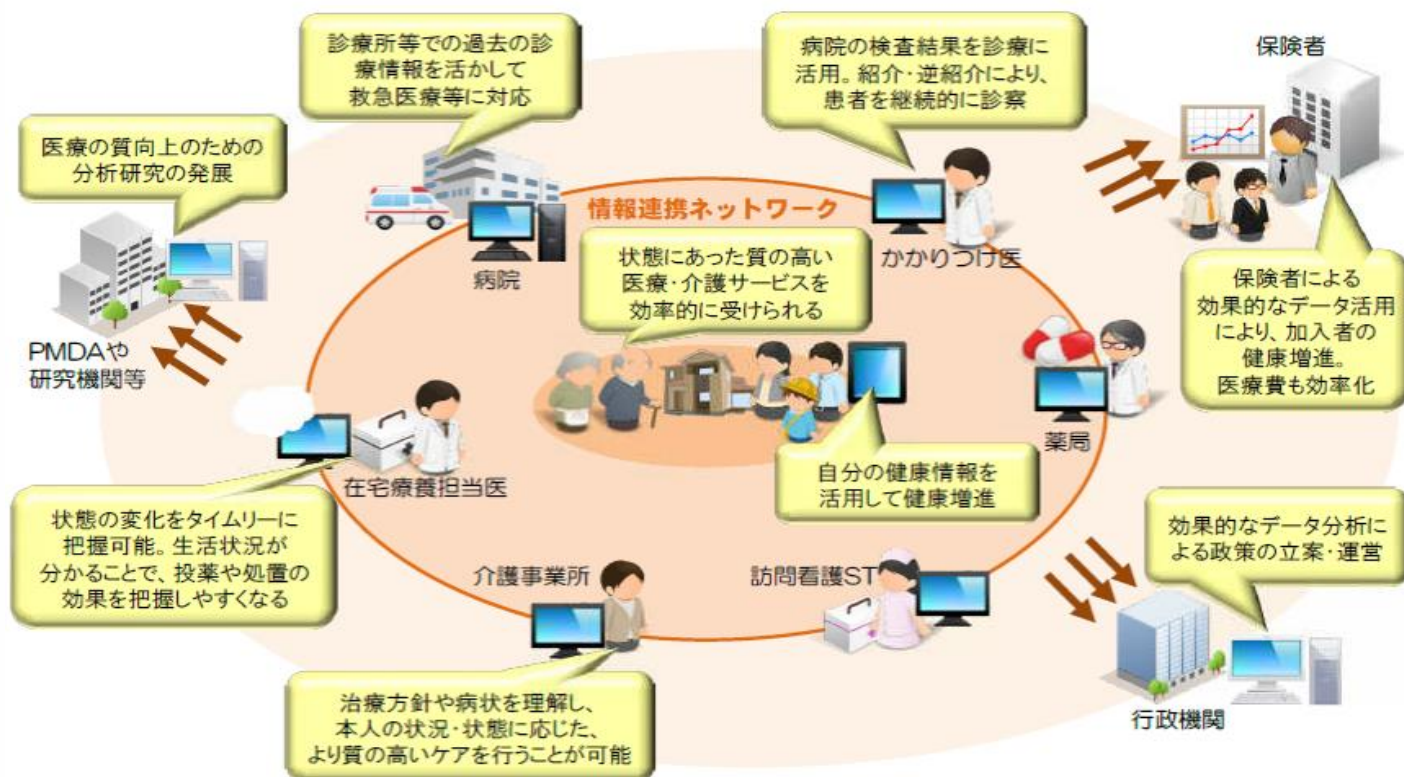 診療所等での過去の診
療情報を活かして
救急医療等に対応
病院の検査結果を診療に
活用。紹介・逆紹介により、
患者を継続的に診察
保険者
医療の質向上のための
分析研究の発展
情報連携ネットワーク
病院
かかりつけ医
状態にあった質の高い
医療・介護サービスを
効率的に受けられる
保険者による
効果的なデータ活用
により、加入者の
健康増進。
医療費も効率化
PMDAや
研究機関等
薬局
在宅療養担当医
自分の健康情報を
活用して健康増進
状態の変化をタイムリーに
把握可能。生活状況が
分かることで、投薬や処置の
効果を把握しやすくなる
効果的なデータ分析に
よる政策の立案・運営
介護事業所
訪問看護ST
治療方針や病状を理解し、
本人の状況・状態に応じた、
より質の高いケアを行うことが可能
行政機関